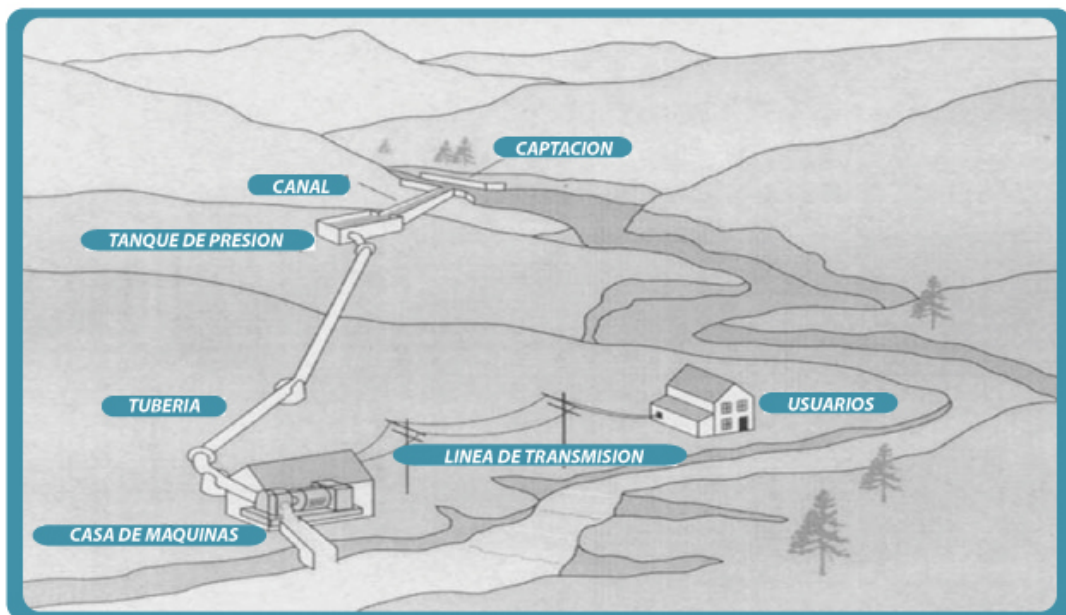 CAPTACION
CANAL
TANQUE DE PRESION
TUBERIA
USUARIOS
LINEA DE TRANSMISION
CASA DE MAQUINAS